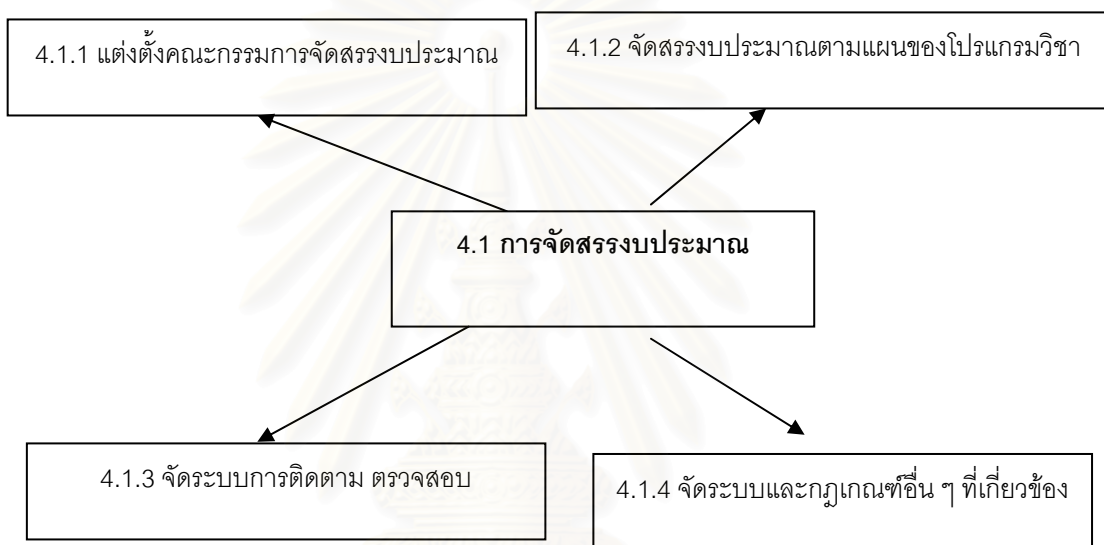 4.1.1 แต่งตั้งคณะกรรมการจัดสรรงบประมาณ
4.1.2 จัดสรรงบประมาณตามแผนของโปรแกรมวิชา
4.1 การจัดสรรงบประมาณ
4.1.3 จัดระบบการติดตาม ตรวจสอบ
4.1.4 จัดระบบและกฎเกณฑ์อื่น ๆ ที่เกี่ยวข้อง